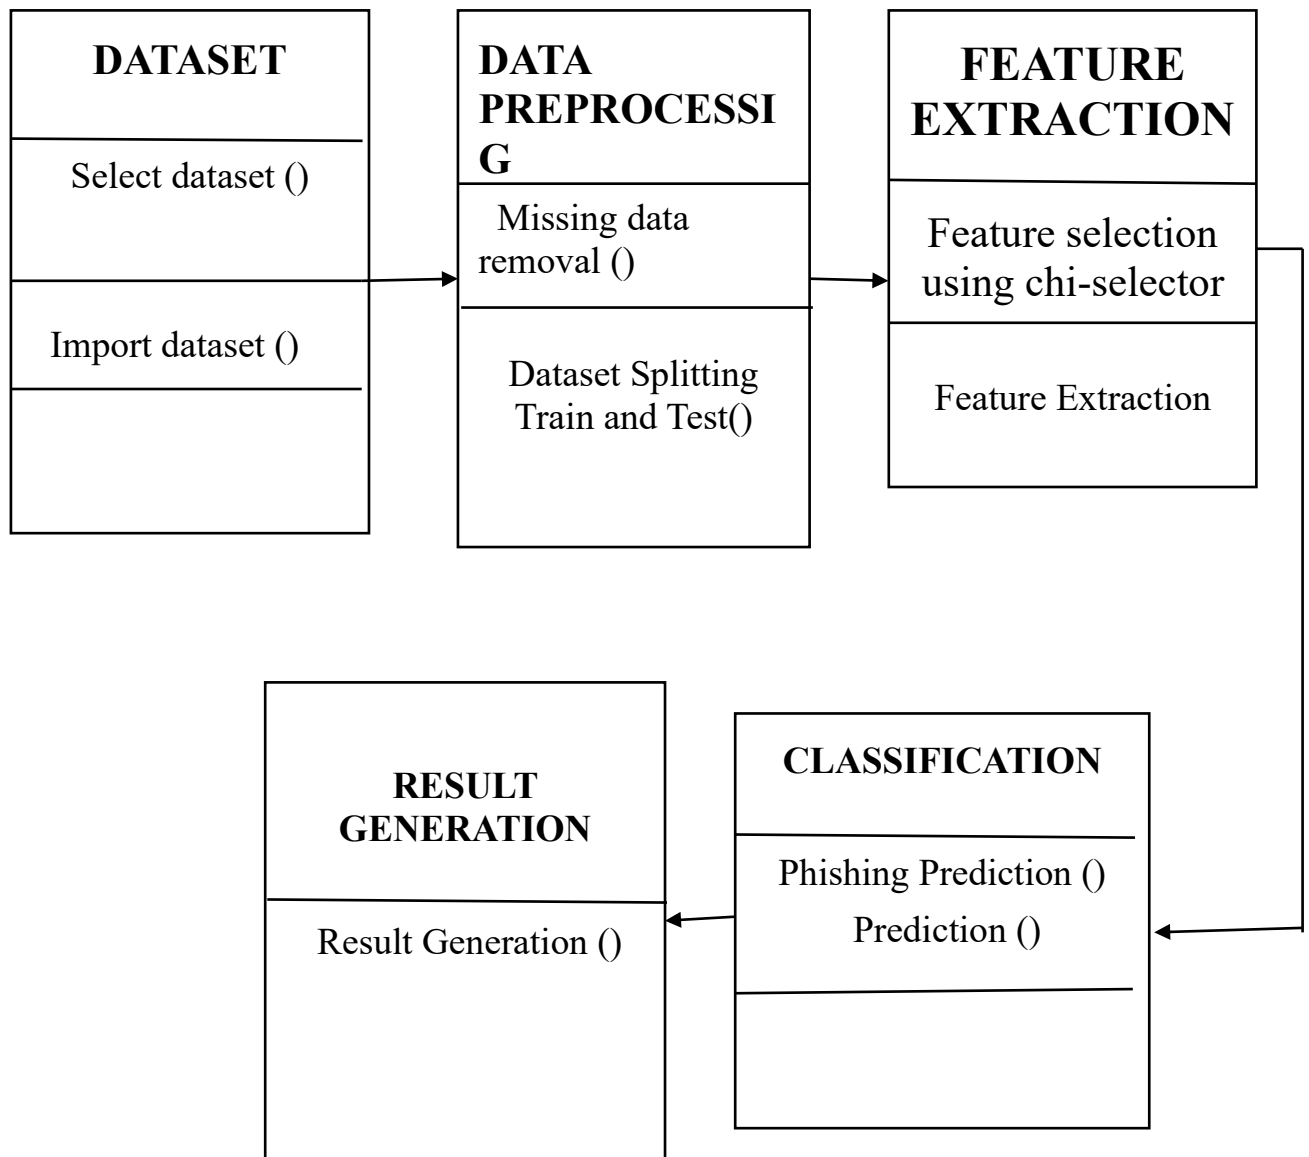 DATASET
Select dataset ()
Import dataset ()
DATA
PREPROCESSI
G
Missing data
removal ()
Dataset Splitting
Train and Test()
FEATURE
EXTRACTION
Feature selection
using chi-selector
Feature Extraction
CLASSIFICATION
Phishing Prediction ()
Prediction ()
RESULT
GENERATION
Result Generation ()